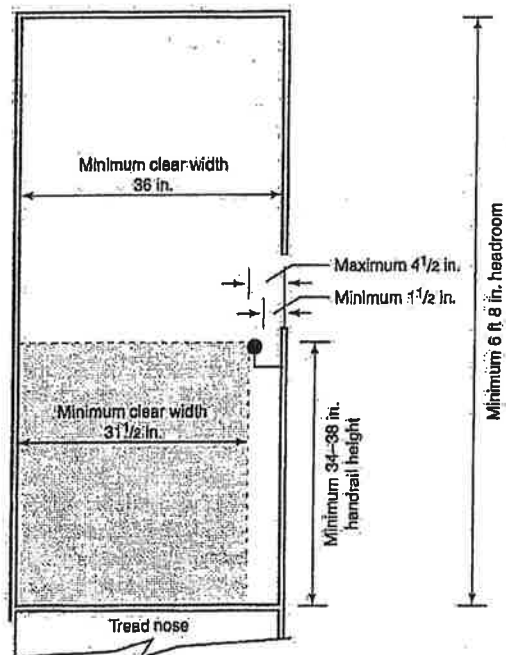 Minimum clear width
36 in.
Maximum 4 1/2 in.
Minimum 1 1/2 in.
Minimum 6 ft 8 in. headroom
Minimum clear width
31 1/2 in.
Minimum 34–38 in.
handrail height
Tread nose